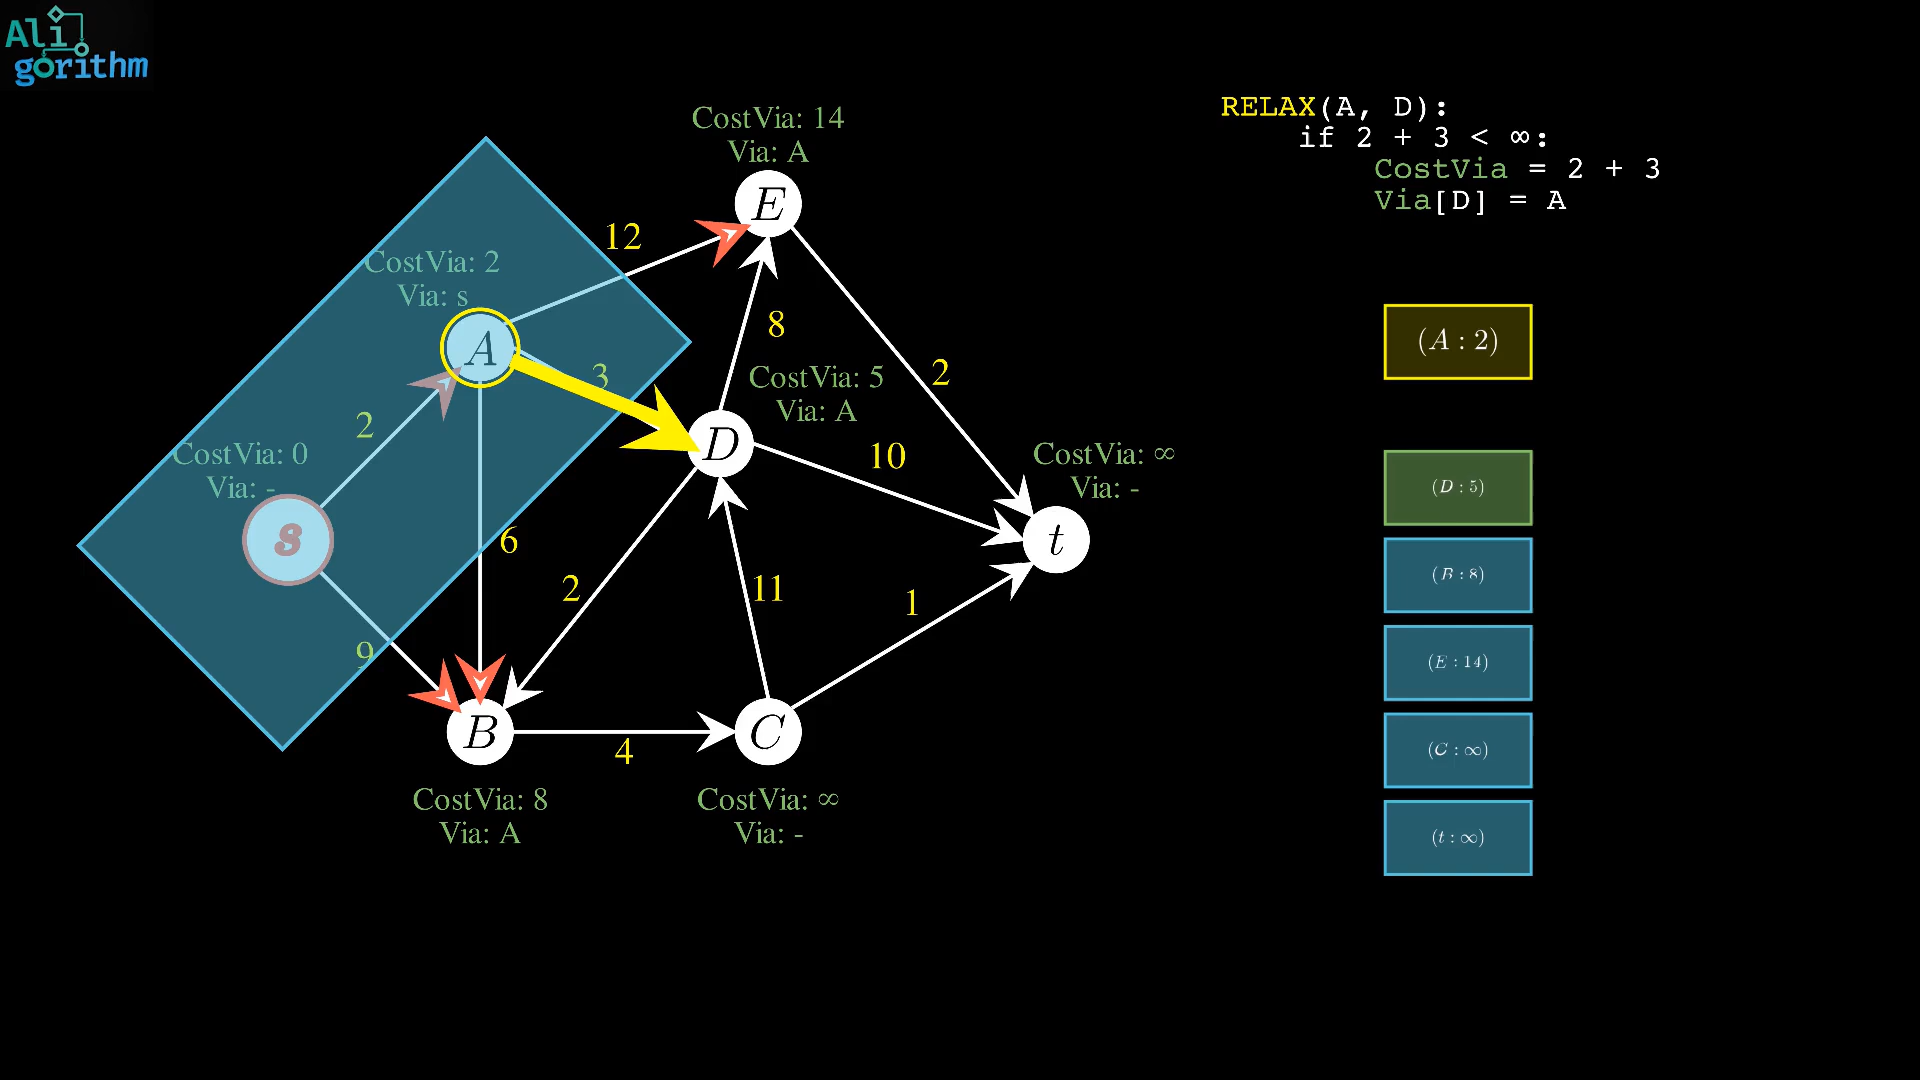 Ali
gorithm
RELAX(A, D):
if 2 + 3 < ∞:
CostVia = 2 + 3
Via[D] = A
CostVia: 14
Via: A
E
12
CostVia: 2
Via: s
A
8
3
2
CostVia: 5
Via: A
D
2
CostVia: 0
Via: -
s
10
CostVia: ∞
Via: -
t
6
2
11
1
9
B
4
C
CostVia: 8
Via: A
CostVia: ∞
Via: -
(A : 2)
(D : 5)
(B : 8)
(E : 14)
(C : ∞)
(t : ∞)